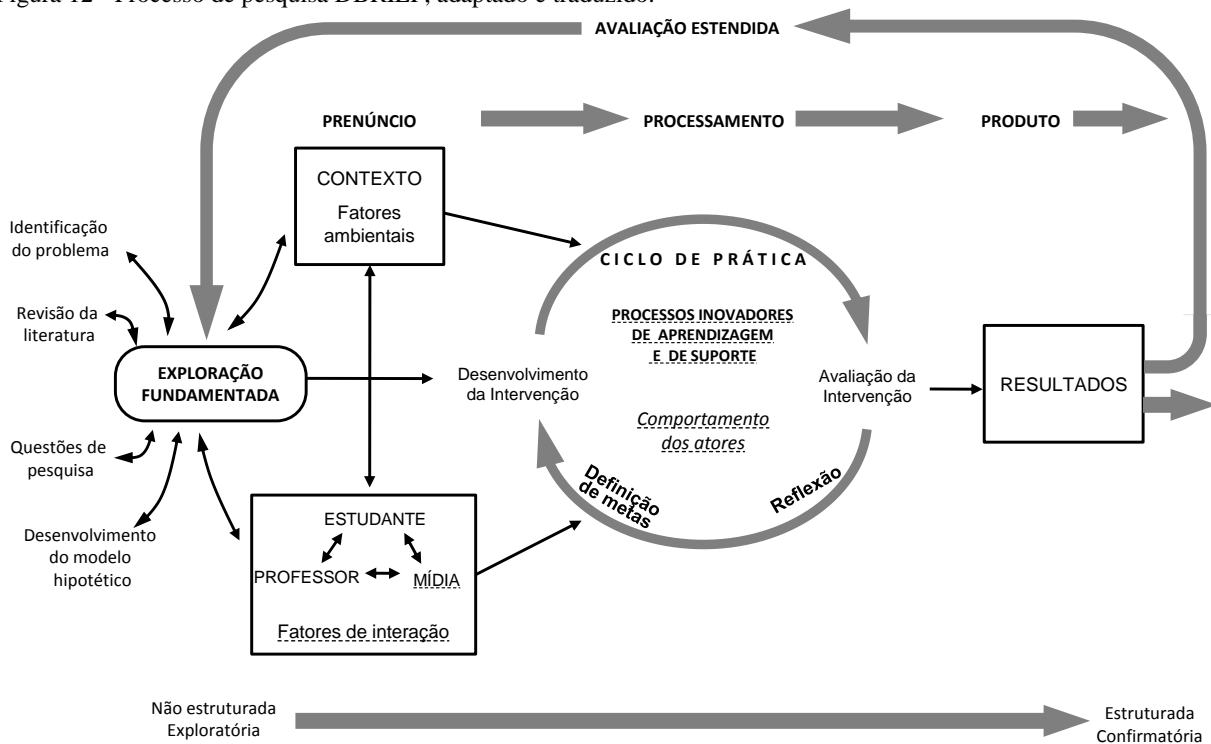 Figura 12 - Processo de pesquisa DBRIEF, adaptado e traduzido.
AVALIAÇÃO ESTENDIDA
PRENÚNCIO
PROCESSAMENTO
PRODUTO
CONTEXTO
Fatores
ambientais
Identificação
do problema
Revisão da
literatura
EXPLORAÇÃO
FUNDAMENTADA
Questões de
pesquisa
Desenvolvimento
do modelo
hipotético
CICLO DE PRÁTICA
PROCESSOS INOVADORES
DE APRENDIZAGEM
E DE SUPORTE
Desenvolvimento
da Intervenção
Avaliação da
Intervenção
Comportamento
dos atores
Definição
de metas
Reflexão
RESULTADOS
ESTUDANTE
PROFESSOR
MÍDIA
Fatores de interação
Não estruturada
Exploratória
Estruturada
Confirmatória